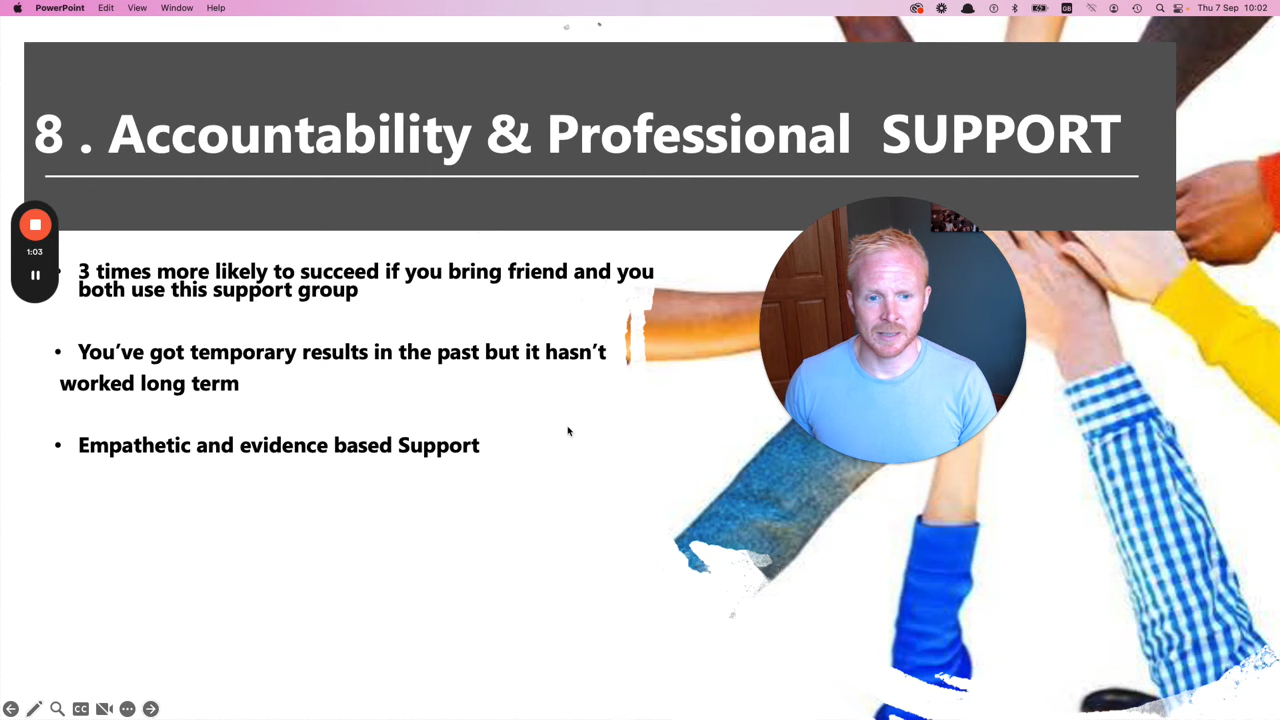 PowerPoint Edit View Window Help GB Thu 7 Sep 10:02
8 . Accountability & Professional SUPPORT
1:03
• 3 times more likely to succeed if you bring friend and you
both use this support group
• You’ve got temporary results in the past but it hasn’t
worked long term
• Empathetic and evidence based Support
CC